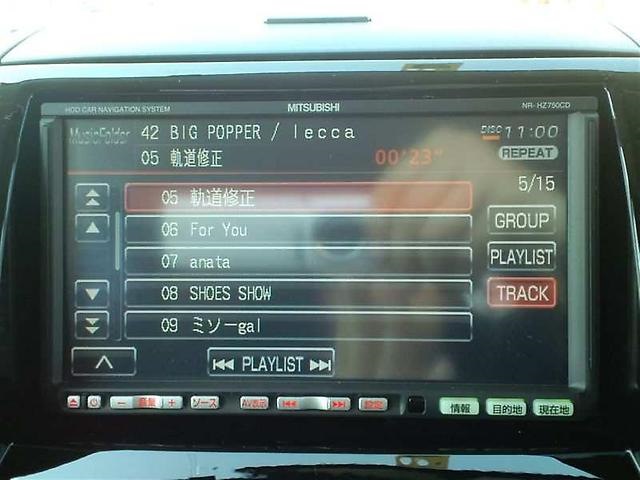 HDD CAR NAVIGATION SYSTEM MITSUBISHI NR-HZ750CD
MusicFolder 42 BIG POPPER / lecca DISC 11:00
05 軌道修正 00'23" REPEAT
5/15
05 軌道修正
06 For You
07 anata
08 SHOES SHOW
09 ミソーgal
GROUP
PLAYLIST
TRACK
PLAYLIST
− 音量 + ソース AV表示 設定 情報 目的地 現在地